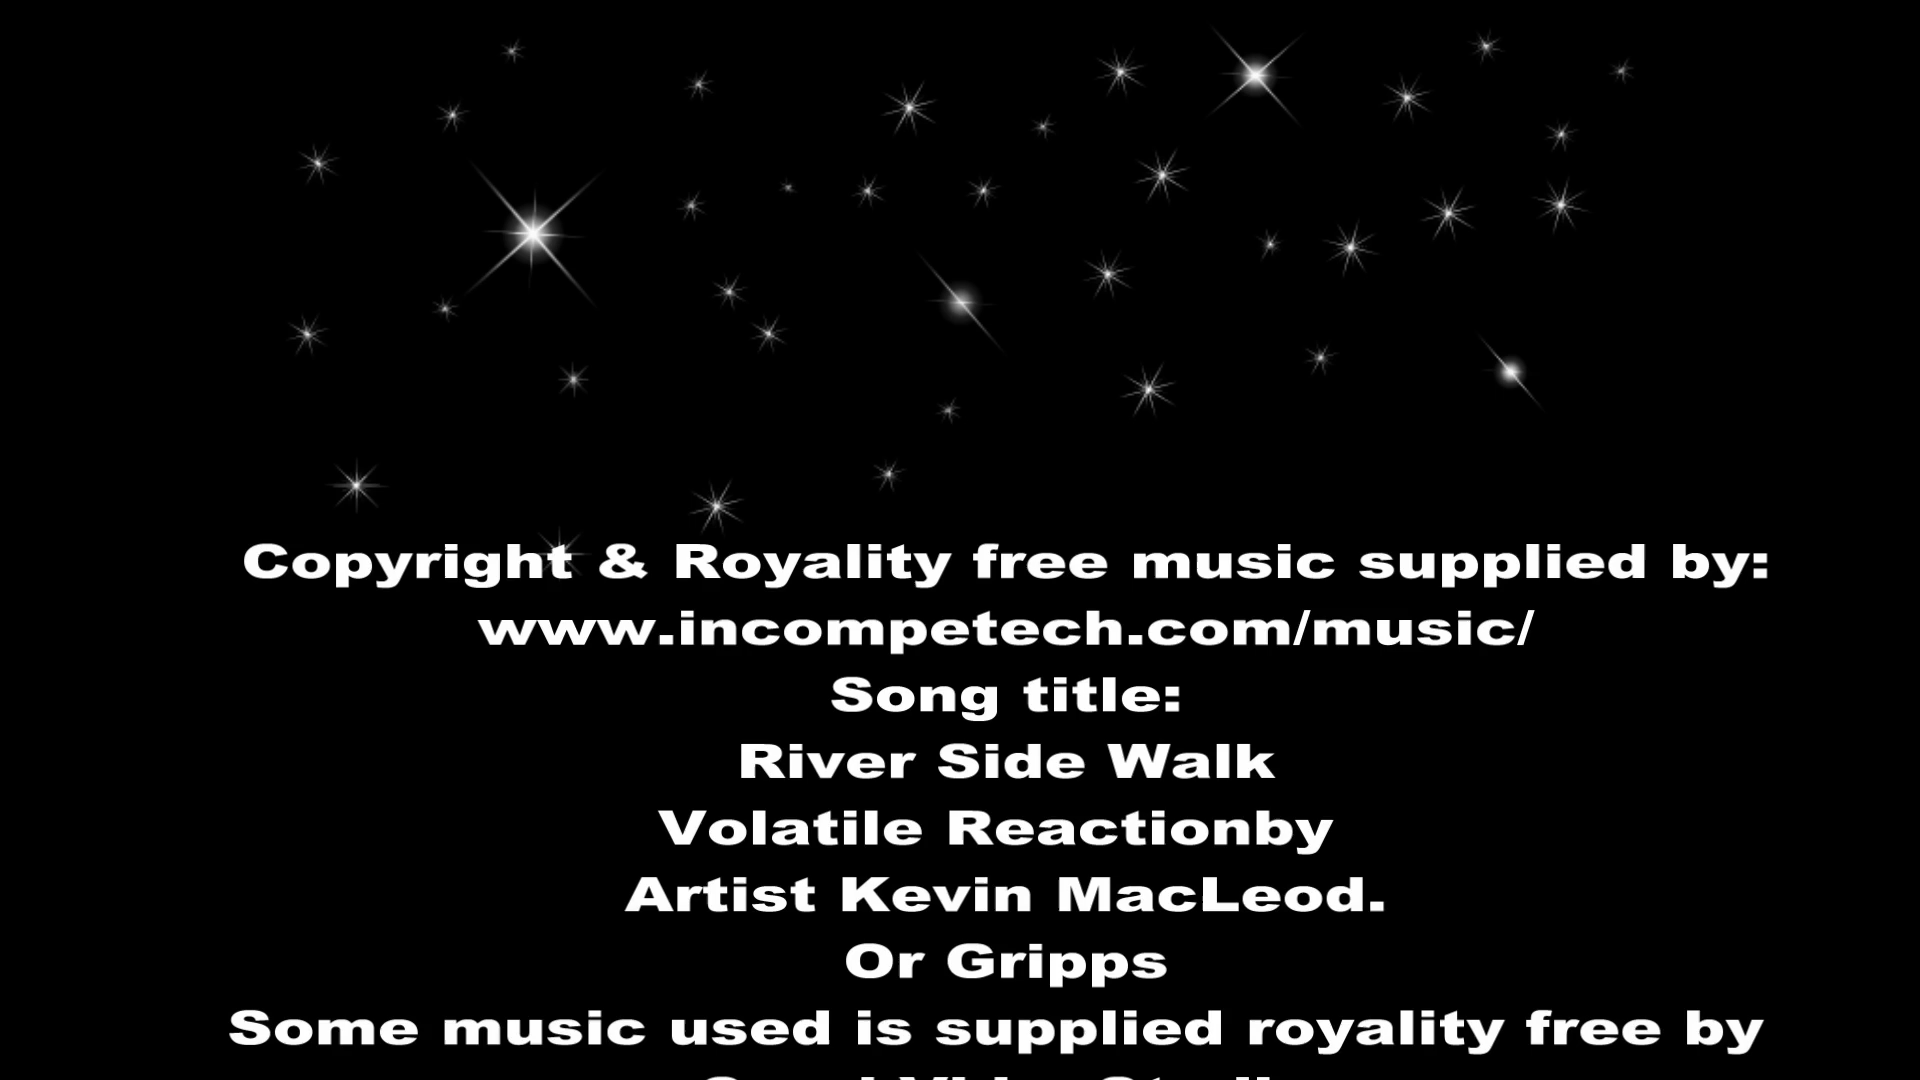 Copyright & Royality free music supplied by:
www.incompetech.com/music/
Song title:
River Side Walk
Volatile Reactionby
Artist Kevin MacLeod.
Or Gripps
Some music used is supplied royality free by